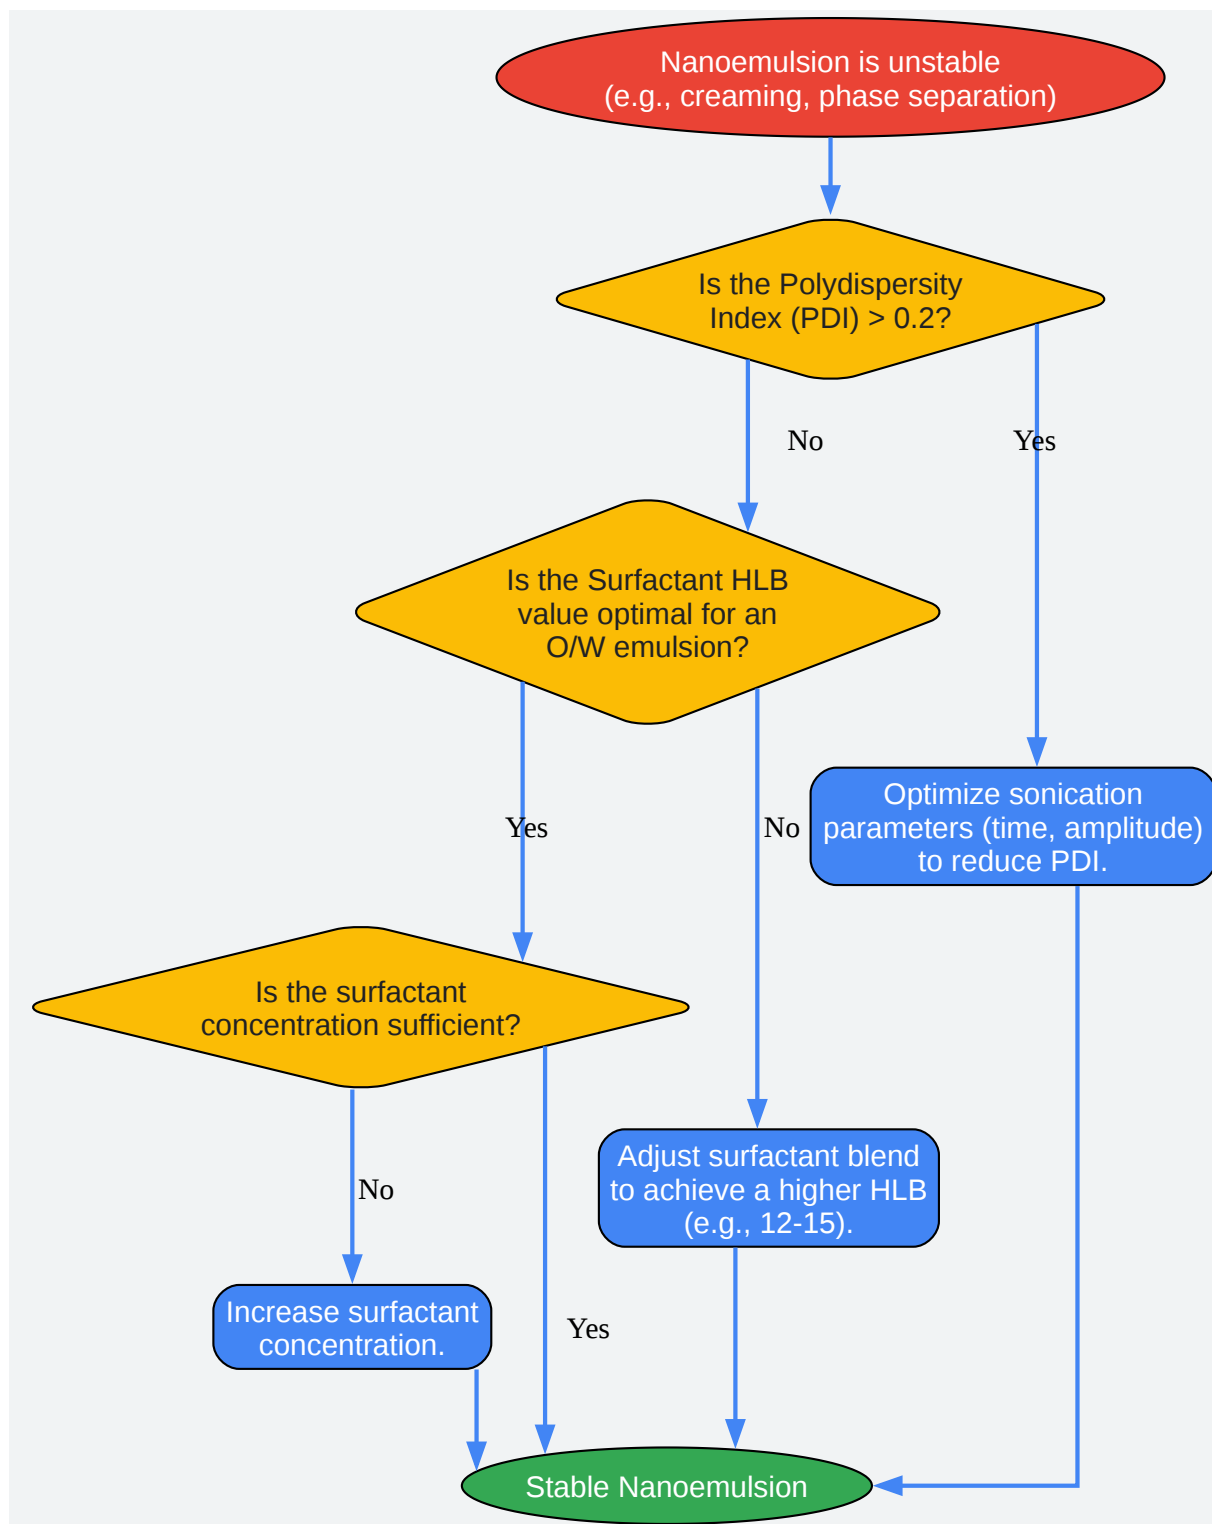 Nanoemulsion is unstable
(e.g., creaming, phase separation)
Is the Polydispersity
Index (PDI) > 0.2?
No
Yes
Is the Surfactant HLB
value optimal for an
O/W emulsion?
Yes
No
Optimize sonication
parameters (time, amplitude)
to reduce PDI.
Is the surfactant
concentration sufficient?
No
Adjust surfactant blend
to achieve a higher HLB
(e.g., 12-15).
Increase surfactant
concentration.
Yes
Stable Nanoemulsion